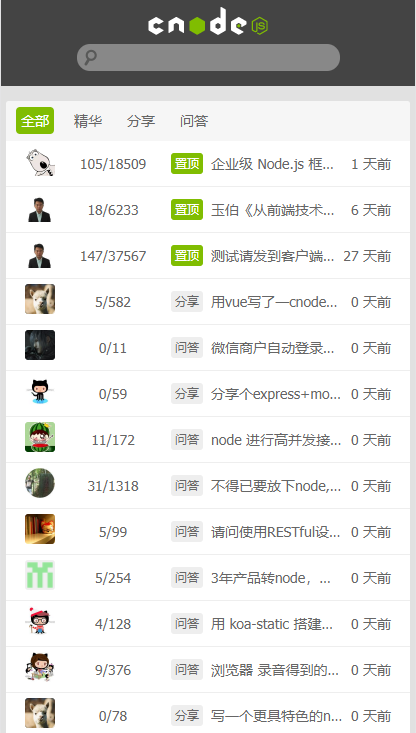 cnode JS
全部 精华 分享 问答
105/18509 置顶 企业级 Node.js 框... 1 天前
18/6233 置顶 玉伯《从前端技术... 6 天前
147/37567 置顶 测试请发到客户端... 27 天前
5/582 分享 用vue写了一cnode... 0 天前
0/11 问答 微信商户自动登录... 0 天前
0/59 分享 分享个express+mo... 0 天前
11/172 问答 node 进行高并发接... 0 天前
31/1318 问答 不得已要放下node,... 0 天前
5/99 问答 请问使用RESTful设... 0 天前
5/254 问答 3年产品转node，... 0 天前
4/128 问答 用 koa-static 搭建... 0 天前
9/376 问答 浏览器 录音得到的... 0 天前
0/78 分享 写一个更具特色的n... 0 天前